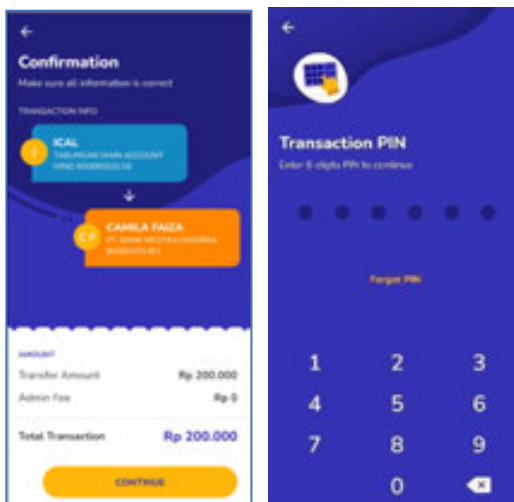 Confirmation
Make sure all information is correct
TRANSACTION INFO
I
ICAL
TABUNGAN MAIN ACCOUNT
CF
CAMILA FAIZA
AMOUNT
Transfer Amount Rp 200.000
Admin Fee Rp 0
Total Transaction Rp 200.000
CONTINUE
Transaction PIN
Enter 6 digits PIN to continue
Forgot PIN
1 2 3
4 5 6
7 8 9
0